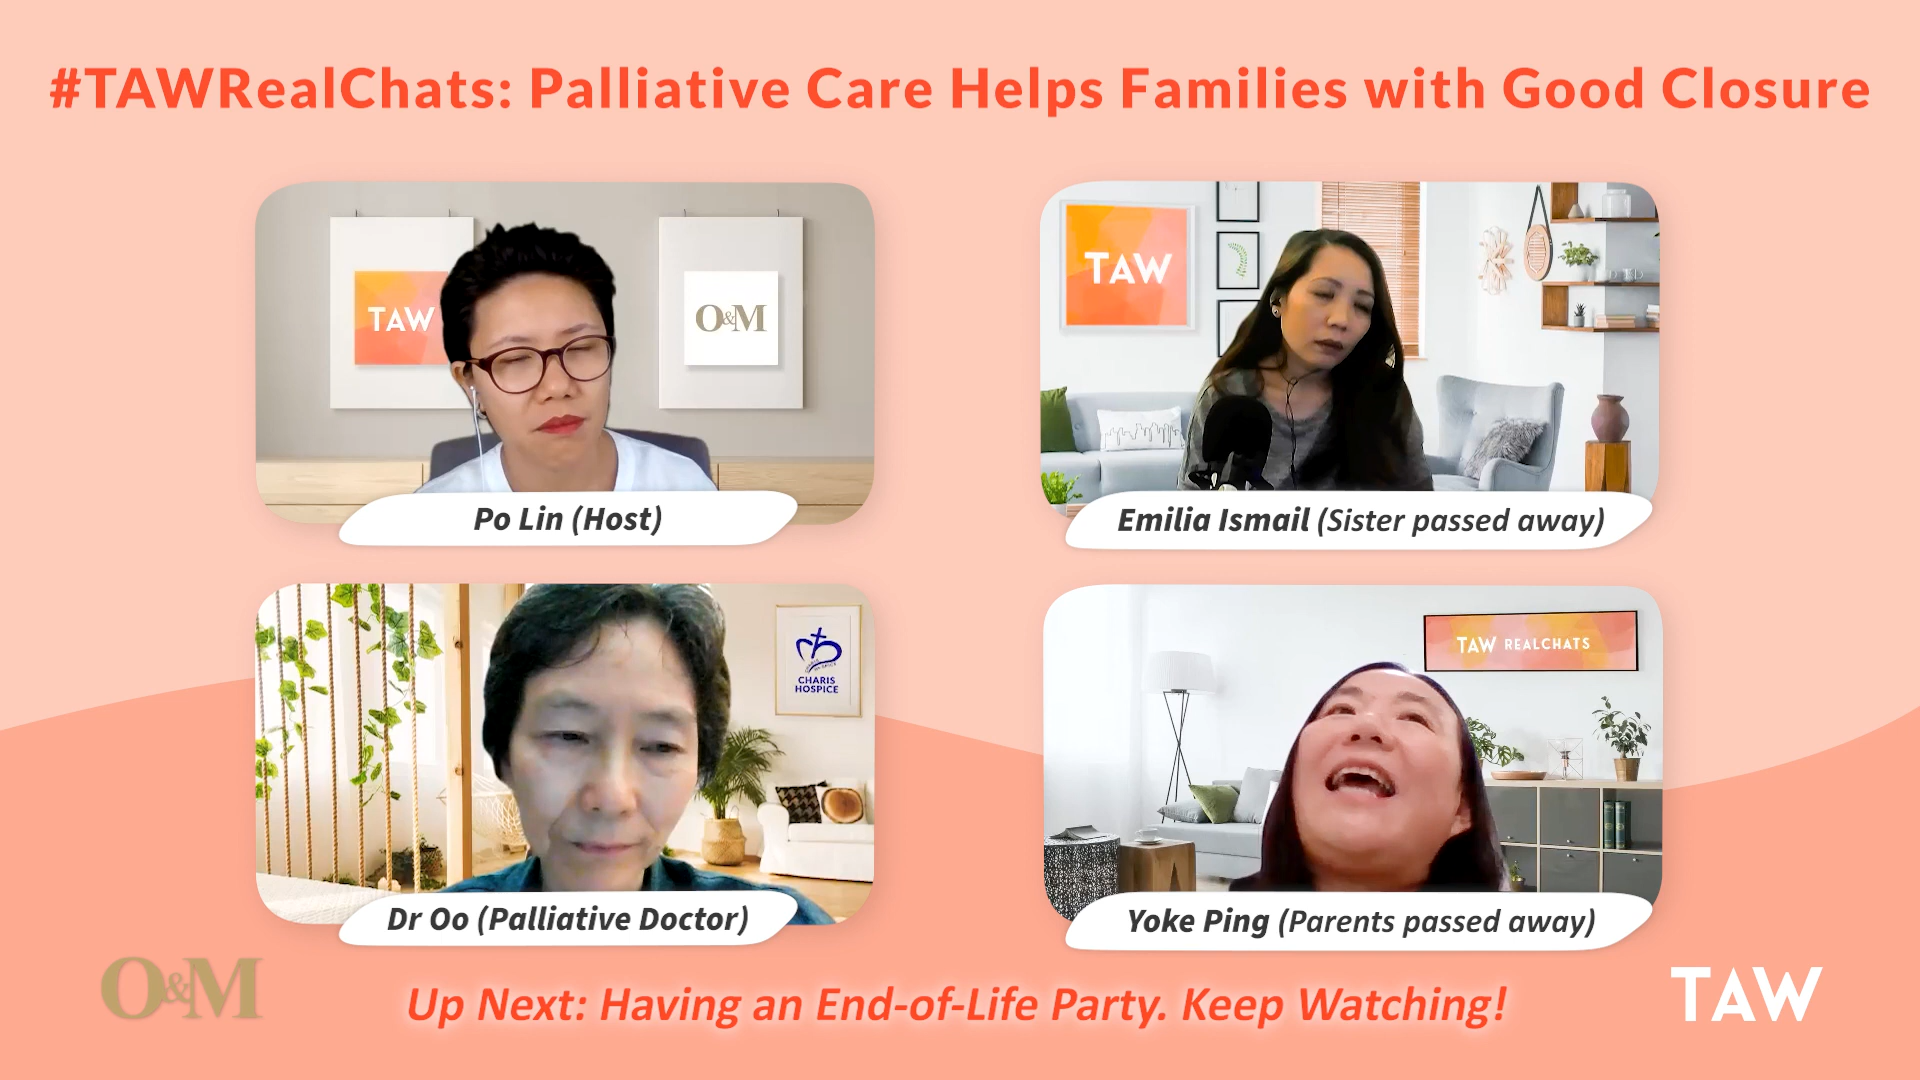 #TAWRealChats: Palliative Care Helps Families with Good Closure
TAW
O&M
Po Lin (Host)
TAW
Emilia Ismail (Sister passed away)
CHARIS
HOSPICE
Dr Oo (Palliative Doctor)
TAW REALCHATS
Yoke Ping (Parents passed away)
O&M
Up Next: Having an End-of-Life Party. Keep Watching!
TAW